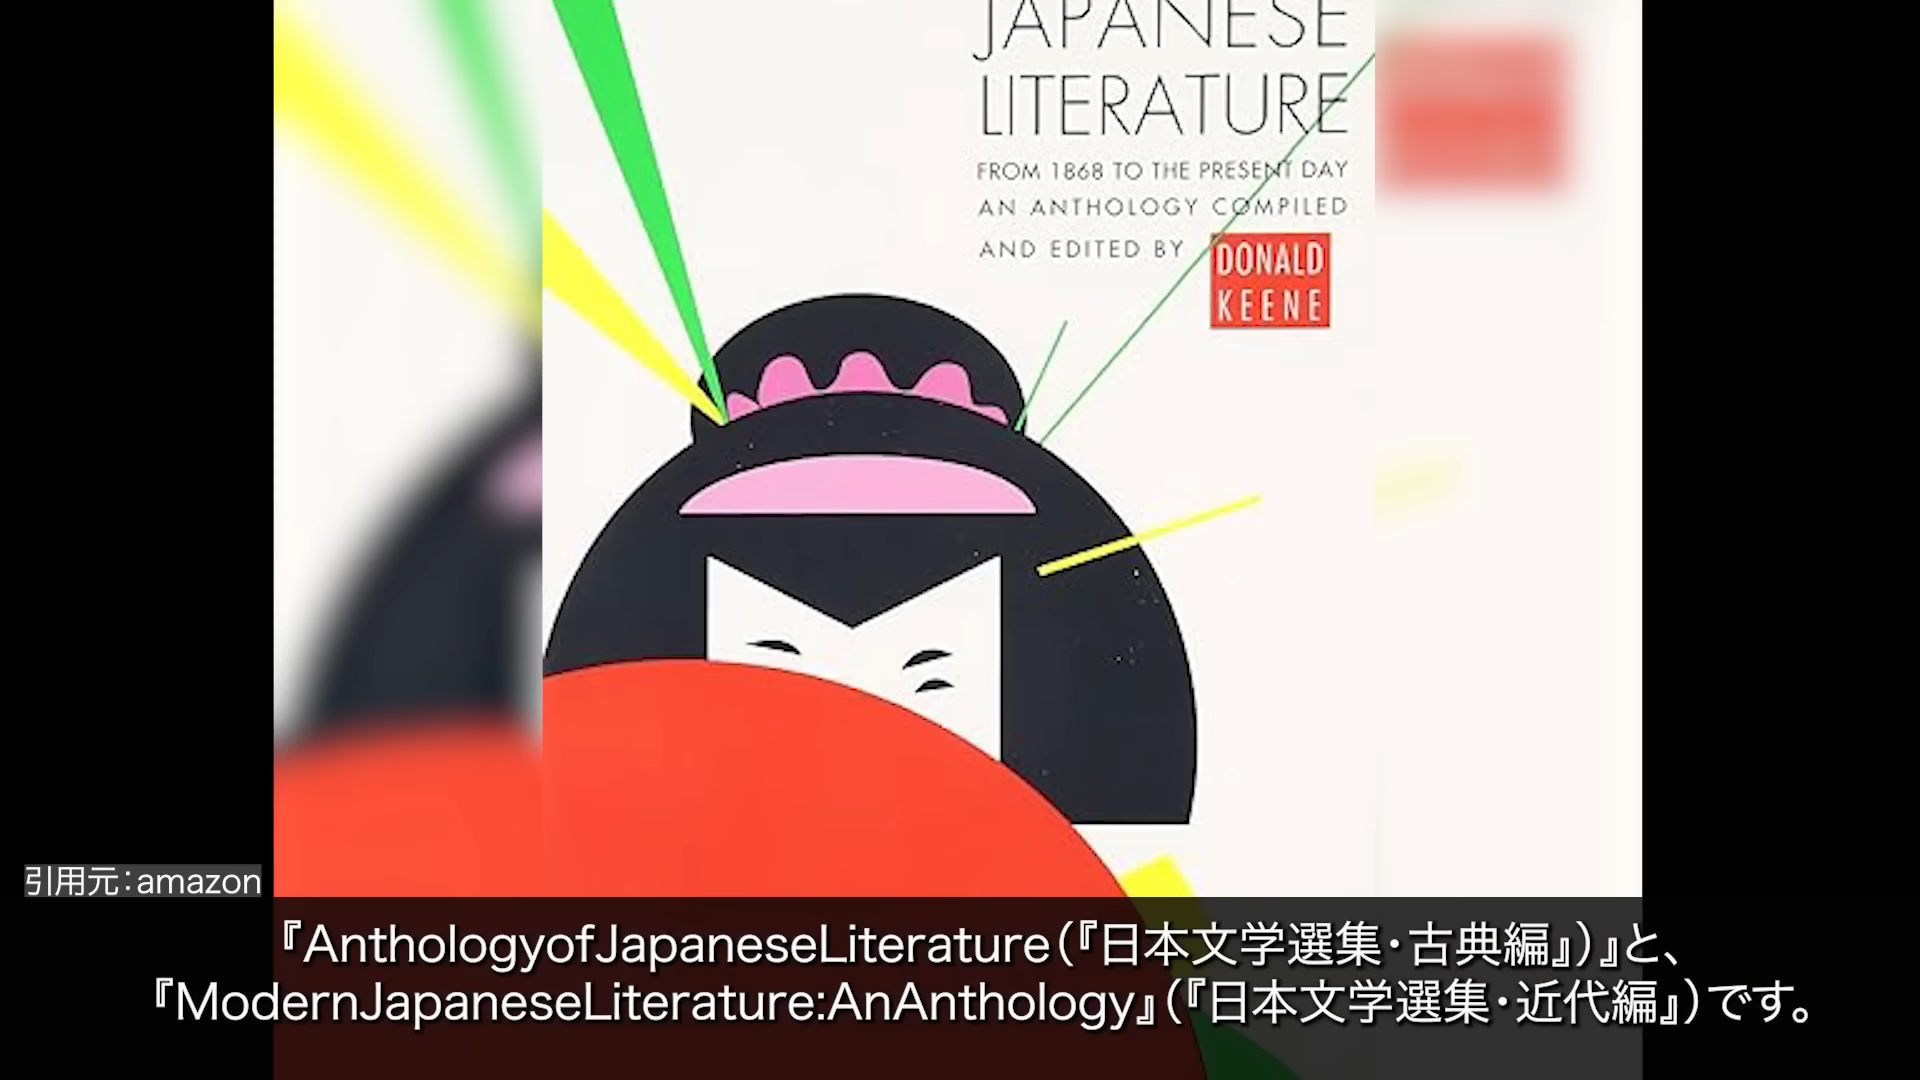 JAPANESE
LITERATURE
FROM 1868 TO THE PRESENT DAY
AN ANTHOLOGY COMPILED
AND EDITED BY
DONALD
KEENE
引用元：amazon
『AnthologyofJapaneseLiterature（『日本文学選集・古典編』）』と、
『ModernJapaneseLiterature:AnAnthology』（『日本文学選集・近代編』）です。